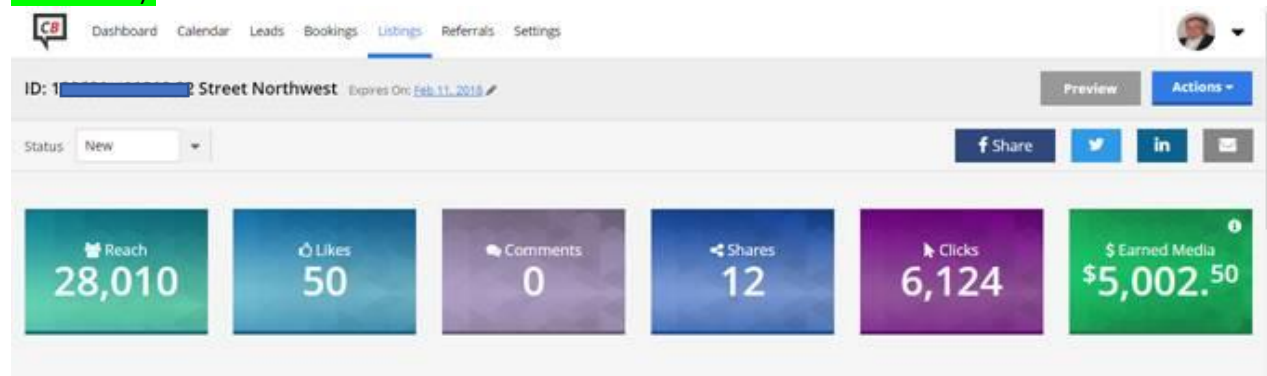 CB Dashboard Calendar Leads Bookings Listings Referrals Settings
ID: 1 Street Northwest Expires On: Feb 11, 2018 Preview Actions
Status New f Share in
Reach Likes Comments Shares Clicks $ Earned Media
28,010 50 0 12 6,124 $5,002.50